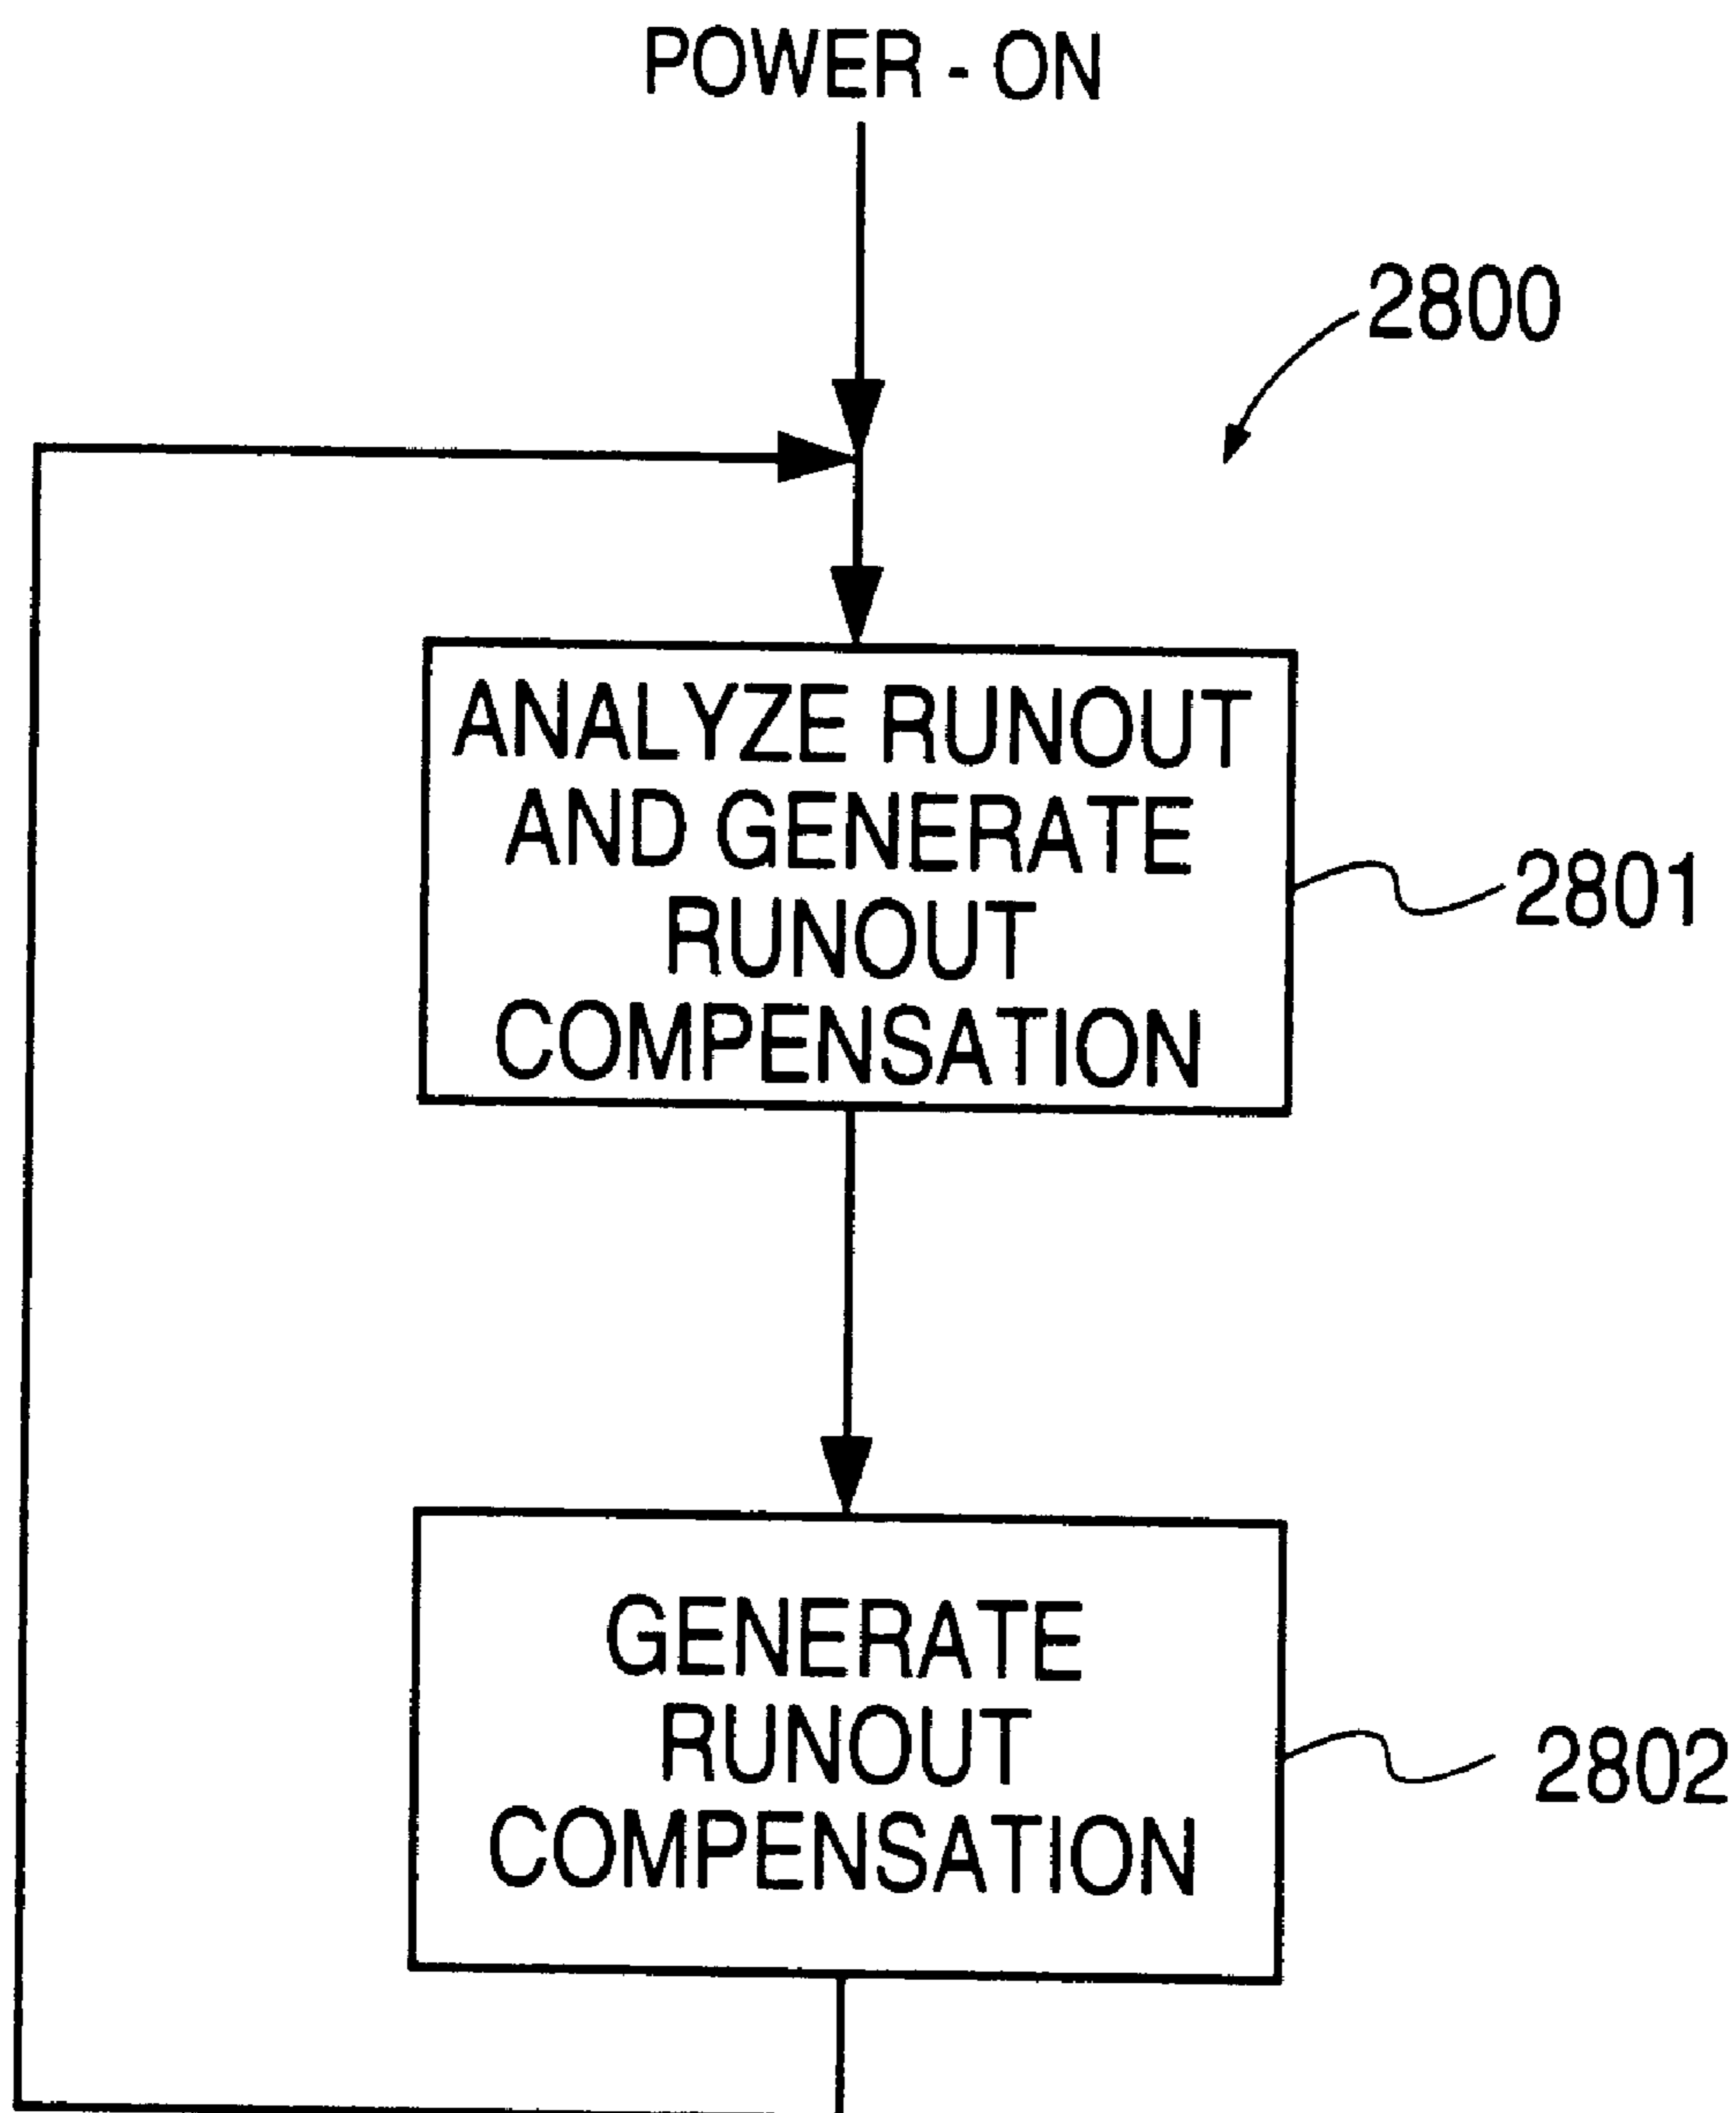 POWER - ON
2800
ANALYZE RUNOUT
AND GENERATE
RUNOUT
COMPENSATION
2801
GENERATE
RUNOUT
COMPENSATION
2802